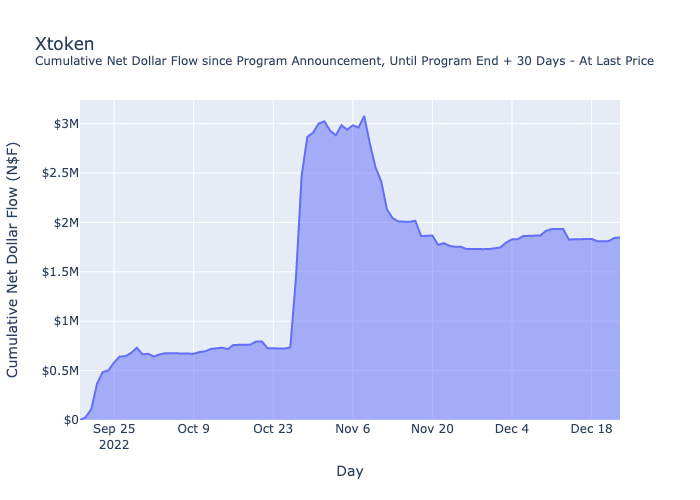 Xtoken
Cumulative Net Dollar Flow since Program Announcement, Until Program End + 30 Days - At Last Price
Cumulative Net Dollar Flow (N$F)
$3M
$2.5M
$2M
$1.5M
$1M
$0.5M
$0
Sep 25 Oct 9 Oct 23 Nov 6 Nov 20 Dec 4 Dec 18
2022
Day